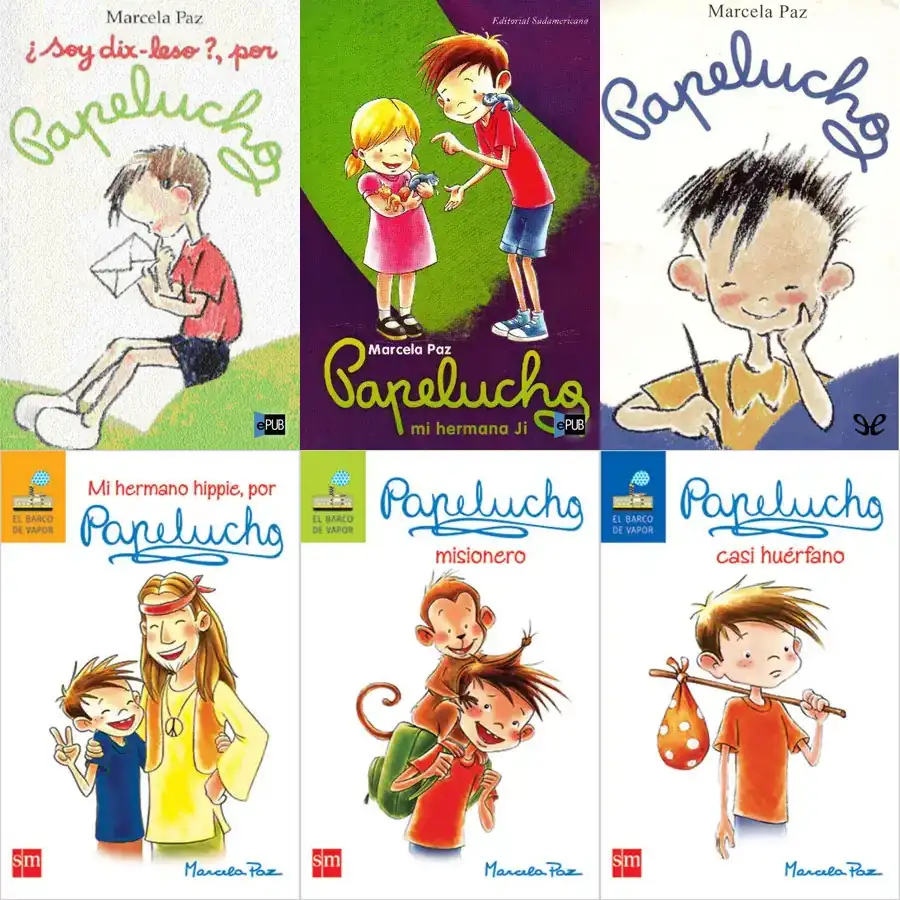 Marcela Paz
¿Soy dix-leso?, por
Papelucho
ePUB
Editorial Sudamericana
Marcela Paz
Papelucho
mi hermana Ji
ePUB
Marcela Paz
Papelucho
EL BARCO
DE VAPOR
Mi hermano hippie, por
Papelucho
sm
Marcela Paz
EL BARCO
DE VAPOR
Papelucho
misionero
sm
Marcela Paz
EL BARCO
DE VAPOR
Papelucho
casi huérfano
sm
Marcela Paz